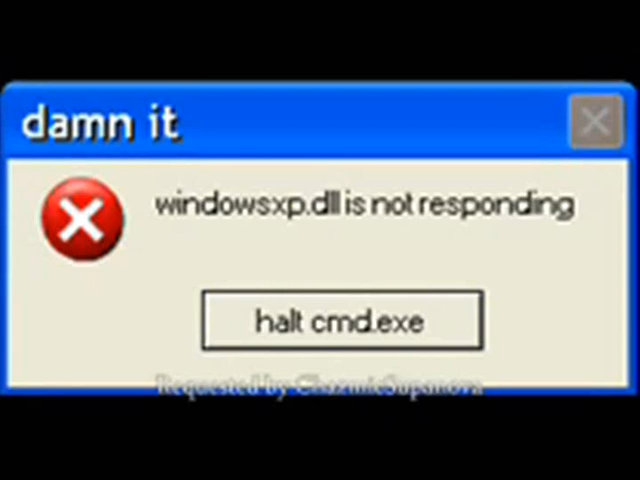 damn it
windowsxp.dll is not responding
halt cmd.exe
Requested by